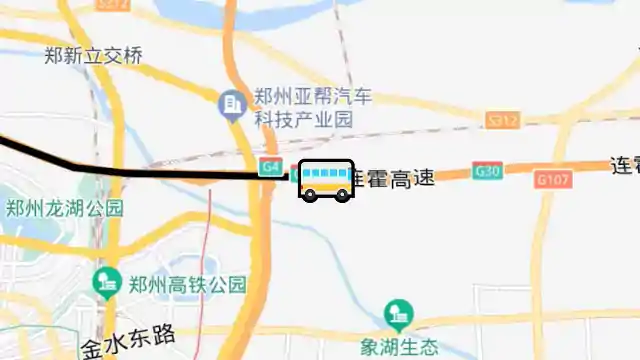 S312
郑新立交桥
郑州亚帮汽车
科技产业园
S312
G4
连霍高速
G30
连霍
G107
郑州龙湖公园
郑州高铁公园
金水东路
象湖生态